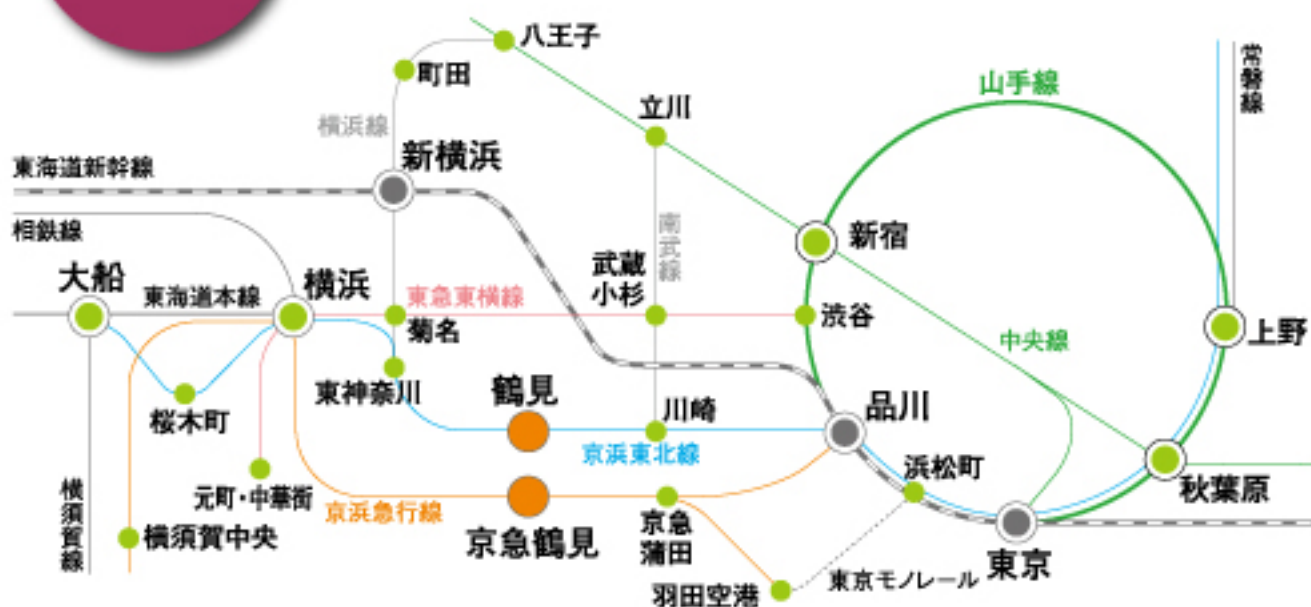 八王子
町田
山手線
常磐線
立川
横浜線
新横浜
東海道新幹線
相鉄線
南武線
新宿
武蔵
小杉
大船
東海道本線
横浜
東急東横線
菊名
渋谷
中央線
上野
東神奈川
鶴見
川崎
品川
桜木町
京浜東北線
浜松町
元町・中華街
京浜急行線
秋葉原
横須賀線
横須賀中央
京急鶴見
京急
蒲田
東京
東京モノレール
羽田空港